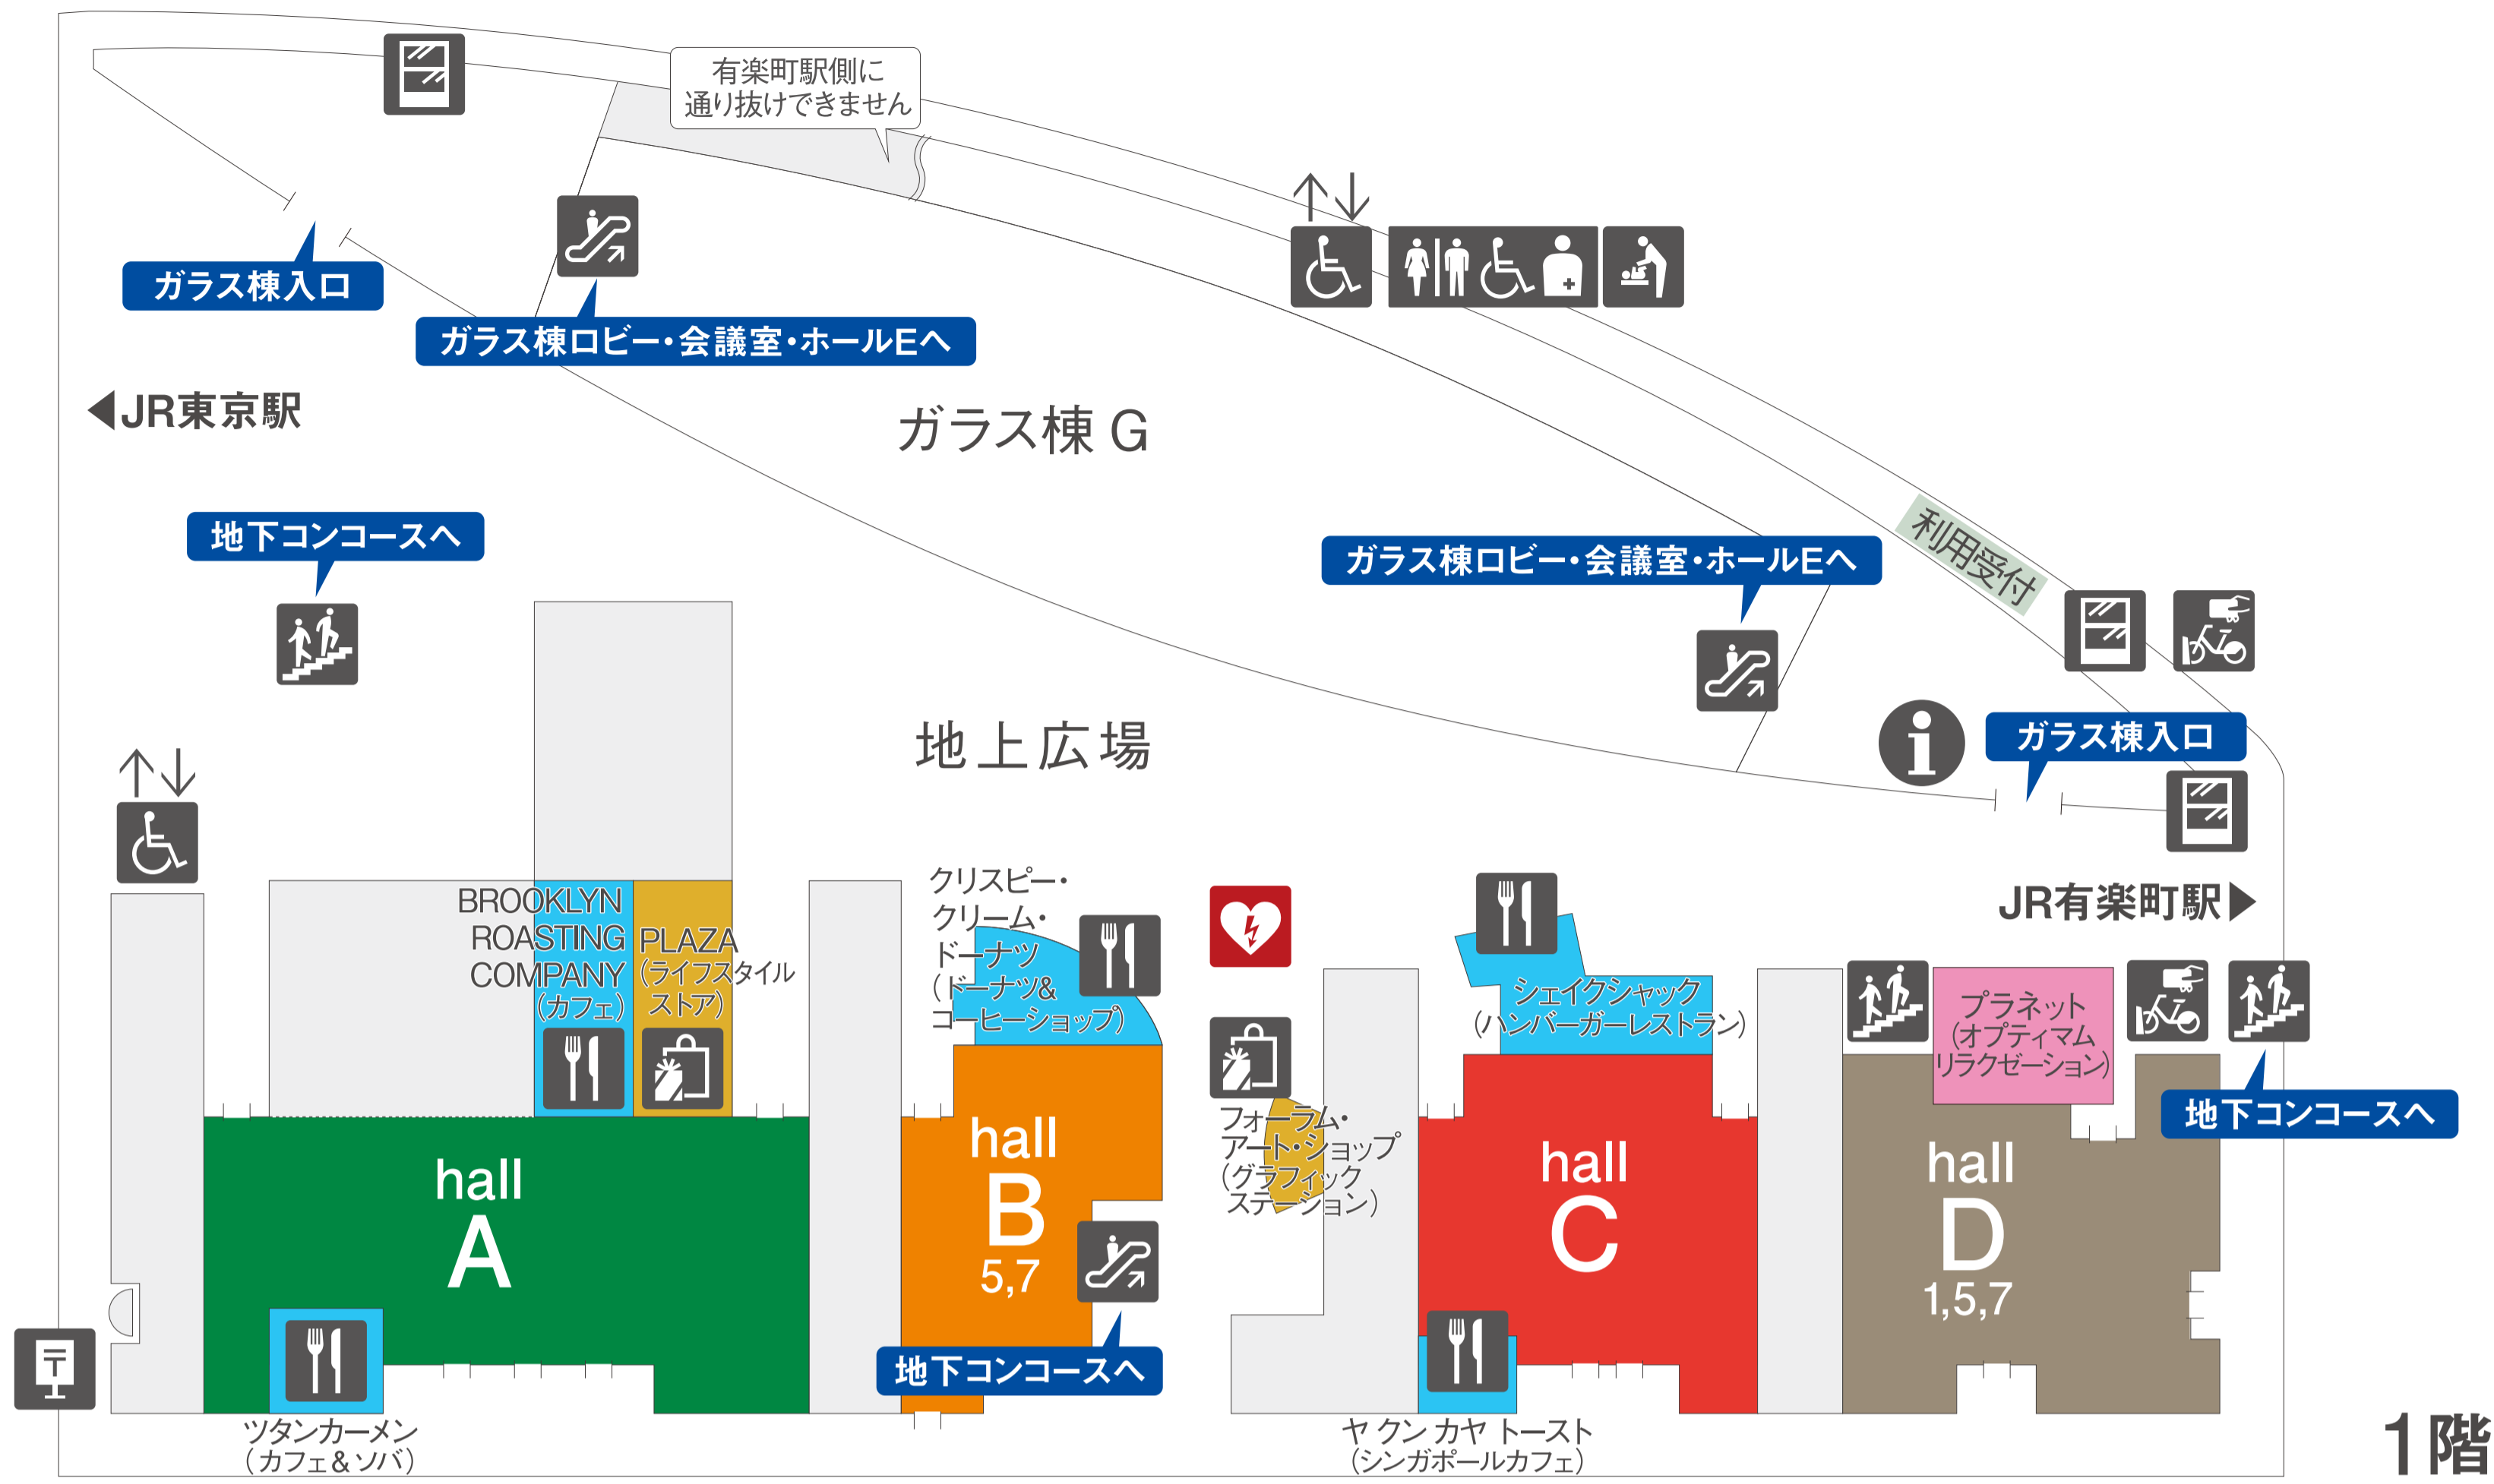 有楽町駅側に
通り抜けできません
ガラス棟入口
ガラス棟ロビー・会議室・ホールEへ
JR東京駅
ガラス棟 G
地下コンコースへ
ガラス棟ロビー・会議室・ホールEへ
利用受付
ガラス棟入口
地上広場
JR有楽町駅
BROOKLYN
ROASTING
COMPANY
(カフェ)
PLAZA
(ライフスタイル
ストア)
クリスピー・
クリーム・
ドーナツ
(ドーナツ&
コーヒーショップ)
シェイクシャック
(ハンバーガーレストラン)
プラネット
(オプティマム
リラクゼーション)
地下コンコースへ
フォーラム・
アート・ショップ
(グラフィック
ステーション)
hall
A
hall
B
5,7
hall
C
hall
D
1,5,7
地下コンコースへ
ツタンカーメン
(カフェ&ソバ)
ヤクン カヤ トースト
(シンガポールカフェ)
1階